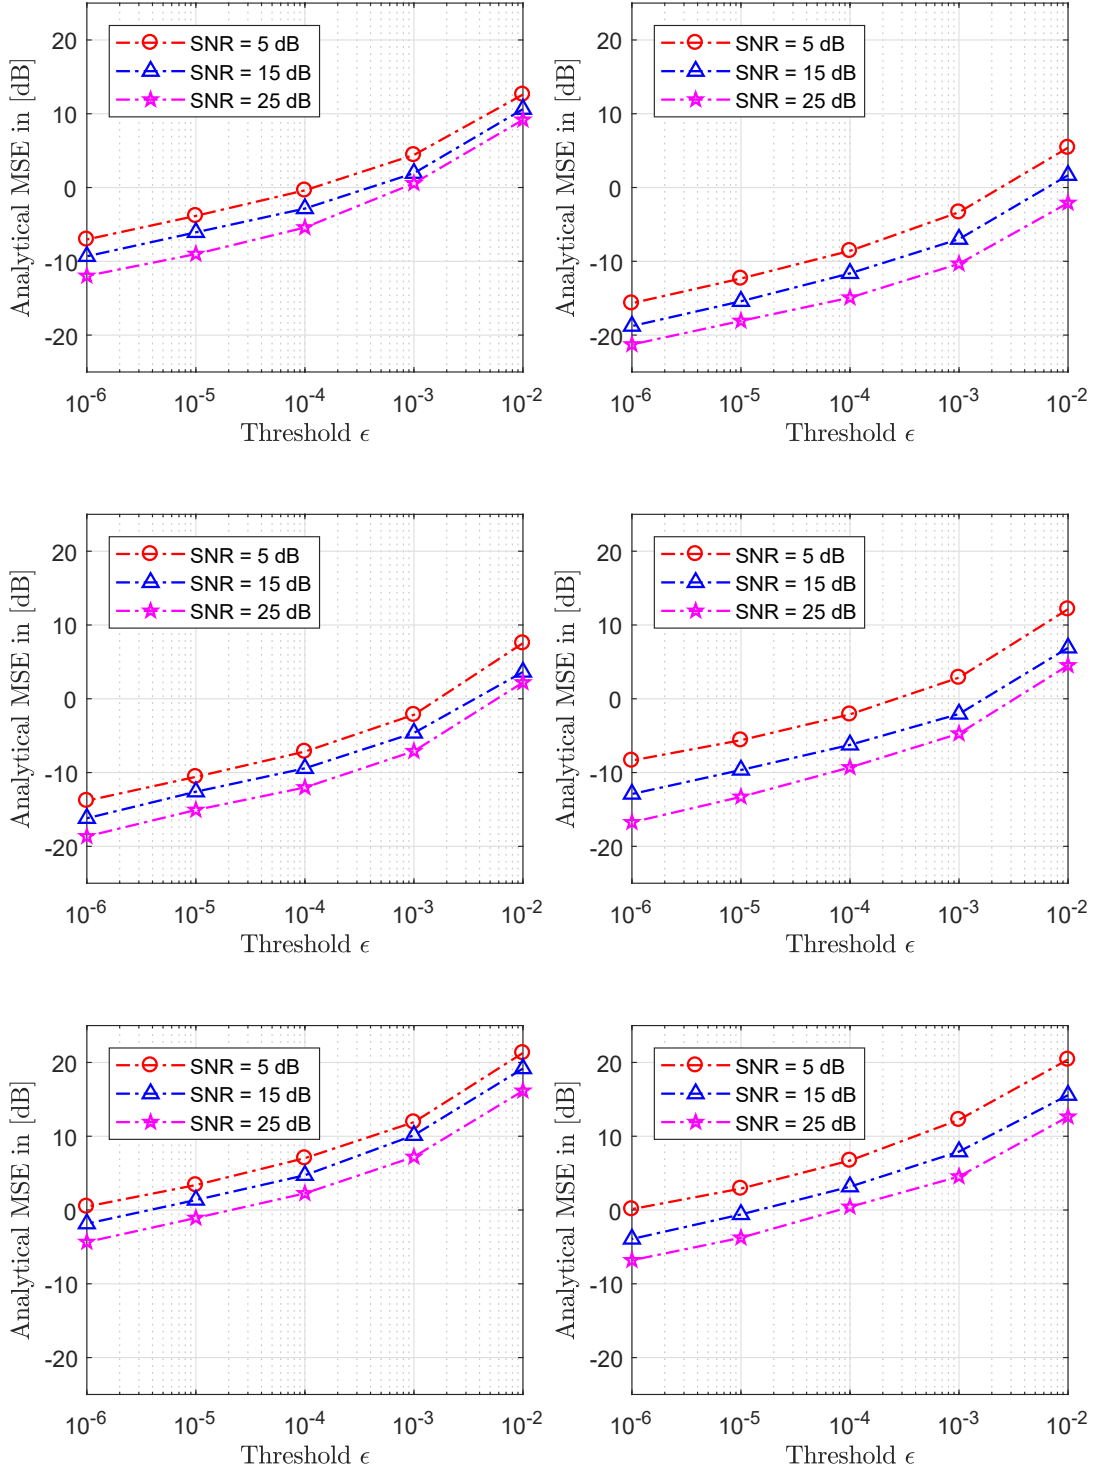 Analytical MSE in [dB]
20
10
0
-10
-20
SNR = 5 dB
SNR = 15 dB
SNR = 25 dB
10^-6 10^-5 10^-4 10^-3 10^-2
Threshold ϵ
Analytical MSE in [dB]
20
10
0
-10
-20
SNR = 5 dB
SNR = 15 dB
SNR = 25 dB
10^-6 10^-5 10^-4 10^-3 10^-2
Threshold ϵ
Analytical MSE in [dB]
20
10
0
-10
-20
SNR = 5 dB
SNR = 15 dB
SNR = 25 dB
10^-6 10^-5 10^-4 10^-3 10^-2
Threshold ϵ
Analytical MSE in [dB]
20
10
0
-10
-20
SNR = 5 dB
SNR = 15 dB
SNR = 25 dB
10^-6 10^-5 10^-4 10^-3 10^-2
Threshold ϵ
Analytical MSE in [dB]
20
10
0
-10
-20
SNR = 5 dB
SNR = 15 dB
SNR = 25 dB
10^-6 10^-5 10^-4 10^-3 10^-2
Threshold ϵ
Analytical MSE in [dB]
20
10
0
-10
-20
SNR = 5 dB
SNR = 15 dB
SNR = 25 dB
10^-6 10^-5 10^-4 10^-3 10^-2
Threshold ϵ